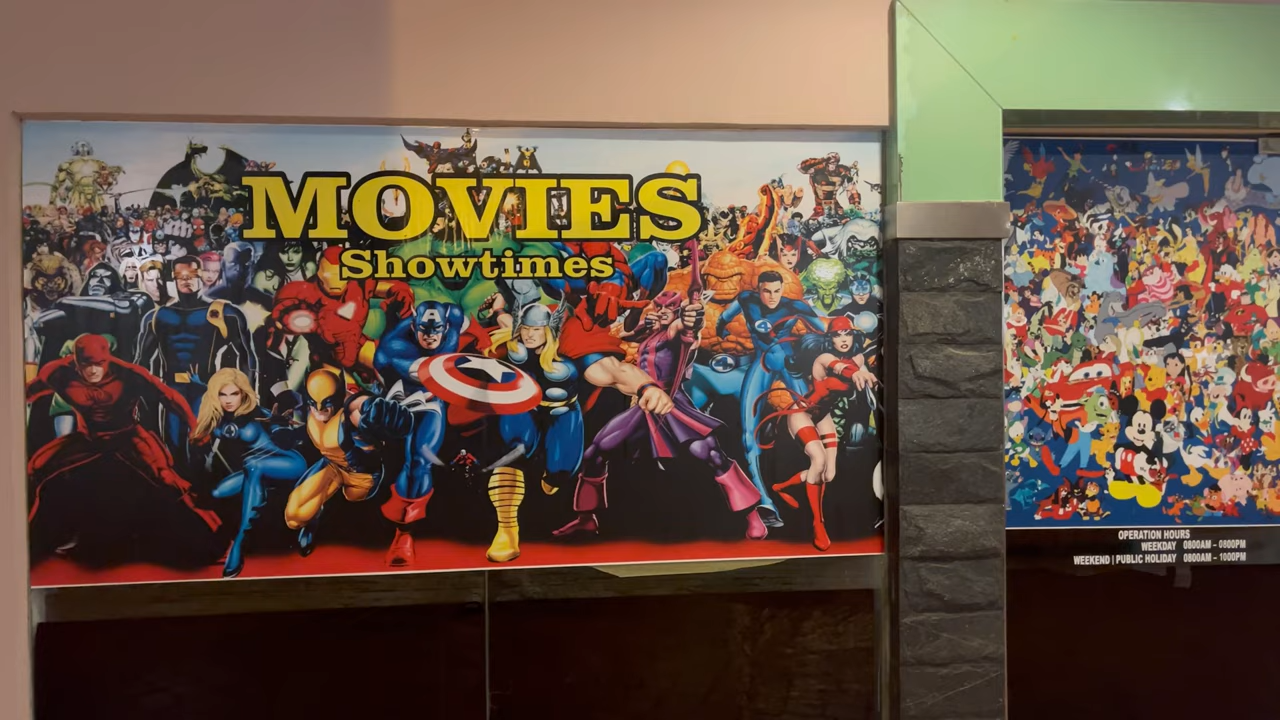 MOVIES
Showtimes
OPERATION HOURS
WEEKDAY 0800AM - 0800PM
WEEKEND | PUBLIC HOLIDAY 0800AM - 1000PM